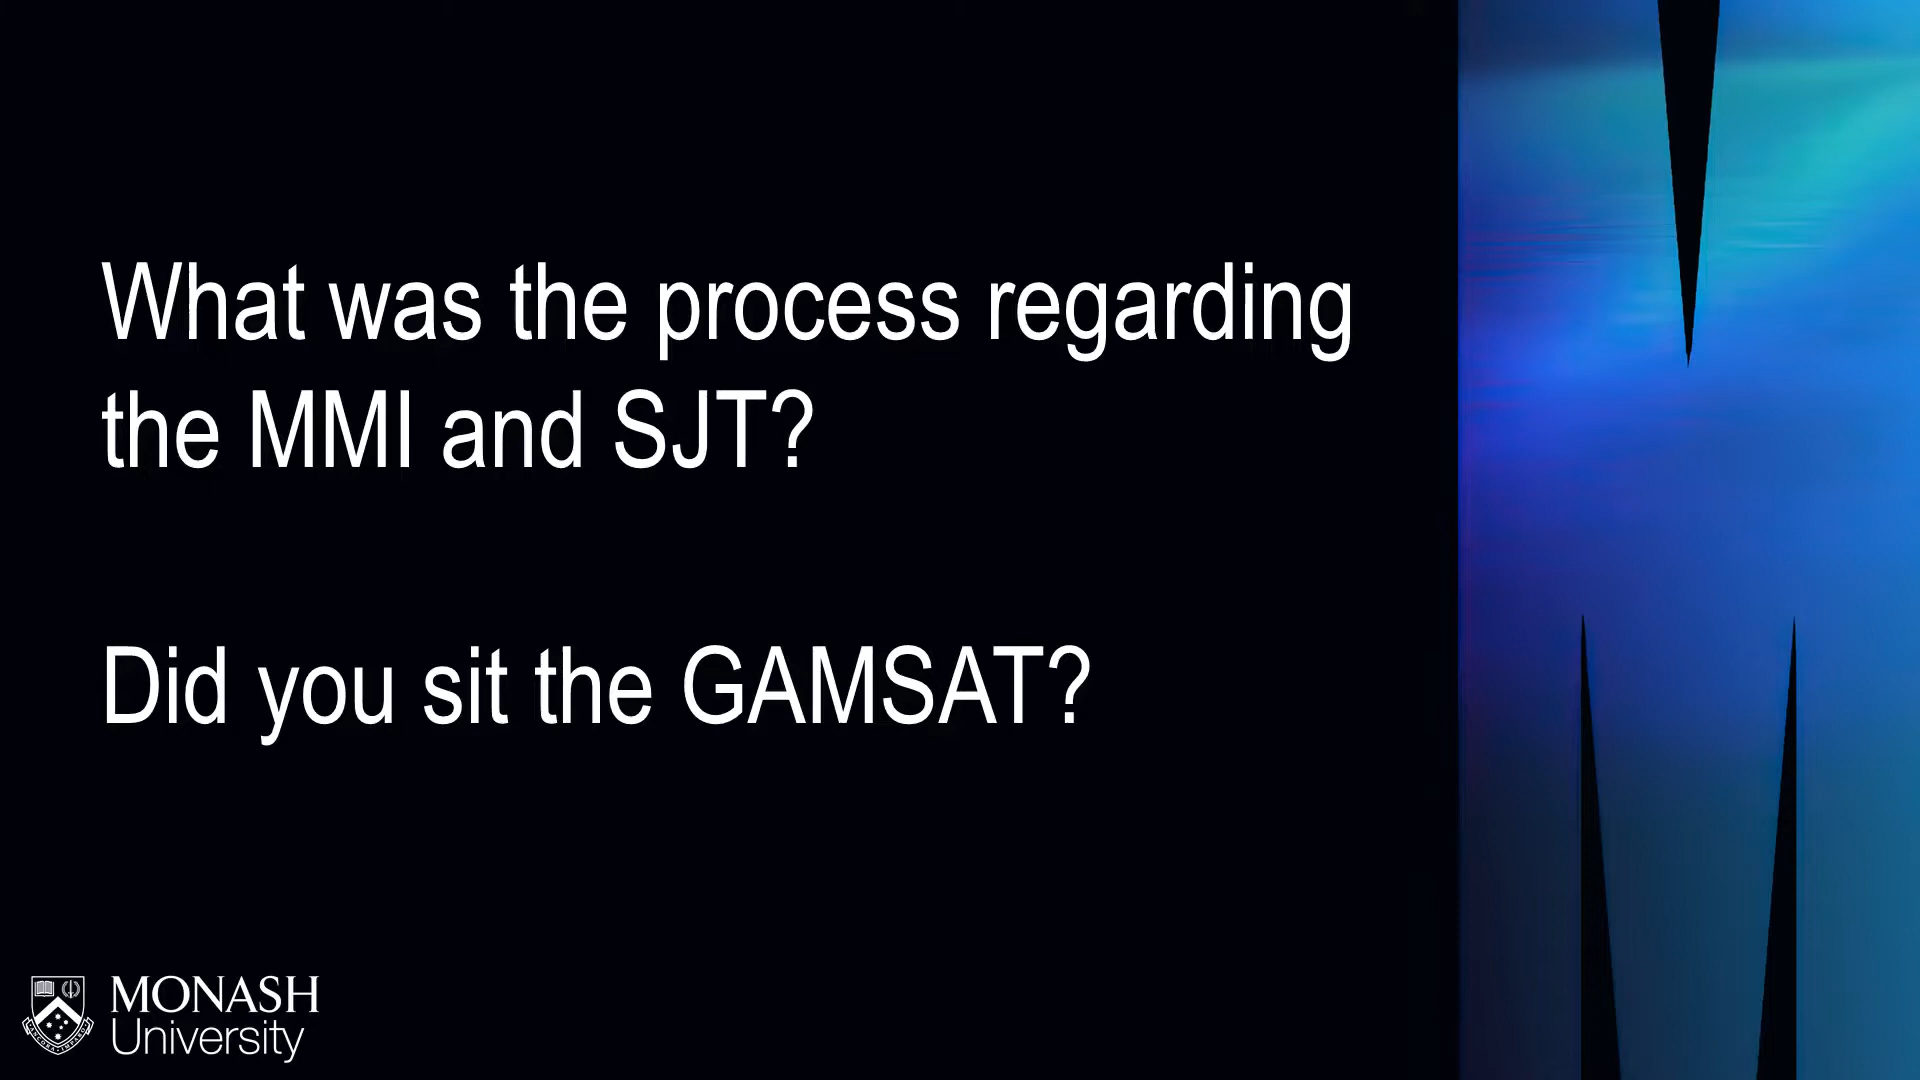 What was the process regarding
the MMI and SJT?
Did you sit the GAMSAT?
MONASH
University